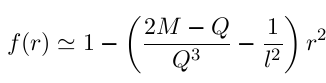 f(r) ≃ 1 − ( (2M − Q)/Q³ − 1/l² ) r²